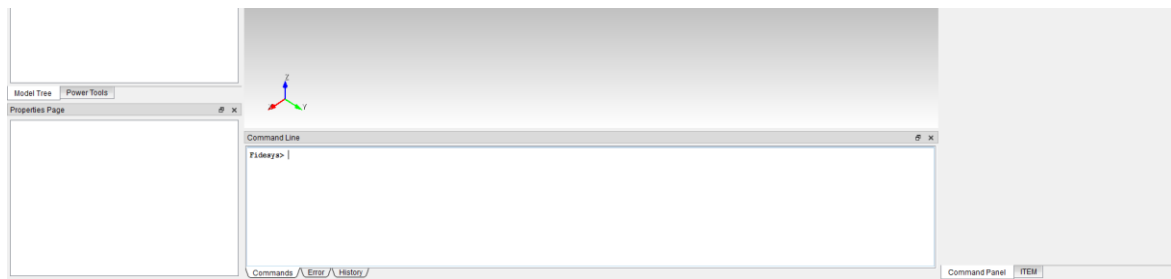 Z
Y
Model Tree Power Tools
Properties Page
Command Line
Fidesys>
Commands Error History
Command Panel ITEM